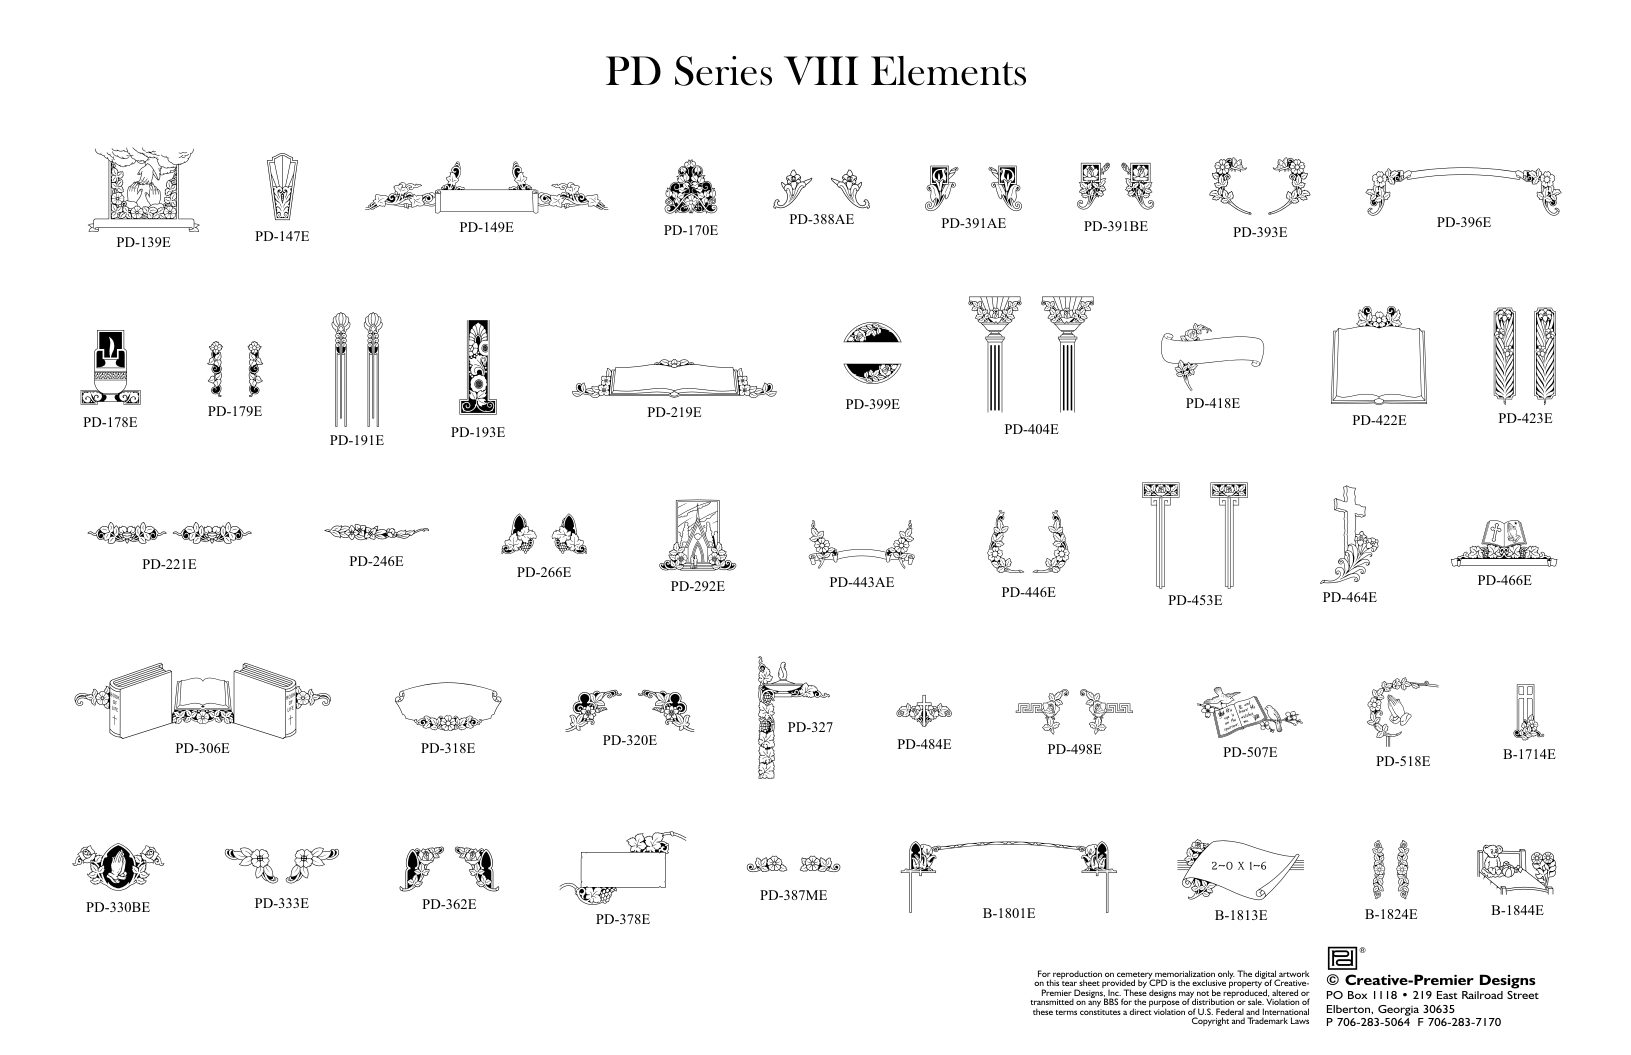 PD Series VIII Elements
PD-139E
PD-147E
PD-149E
PD-170E
PD-388AE
PD-391AE
PD-391BE
PD-393E
PD-396E
PD-178E
PD-179E
PD-191E
PD-193E
PD-219E
PD-399E
PD-404E
PD-418E
PD-422E
PD-423E
PD-221E
PD-246E
PD-266E
PD-292E
PD-443AE
PD-446E
PD-453E
PD-464E
PD-466E
PD-306E
PD-318E
PD-320E
PD-327
PD-484E
PD-498E
PD-507E
PD-518E
B-1714E
PD-330BE
PD-333E
PD-362E
PD-378E
PD-387ME
B-1801E
2~0 X 1~6
B-1813E
B-1824E
B-1844E
For reproduction on cemetery memorialization only. The digital artwork
on this tear sheet provided by CPD is the exclusive property of Creative-
Premier Designs, Inc. These designs may not be reproduced, altered or
transmitted on any BBS for the purpose of distribution or sale. Violation of
these terms constitutes a direct violation of U.S. Federal and International
Copyright and Trademark Laws
®
© Creative-Premier Designs
PO Box 1118 • 219 East Railroad Street
Elberton, Georgia 30635
P 706-283-5064 F 706-283-7170